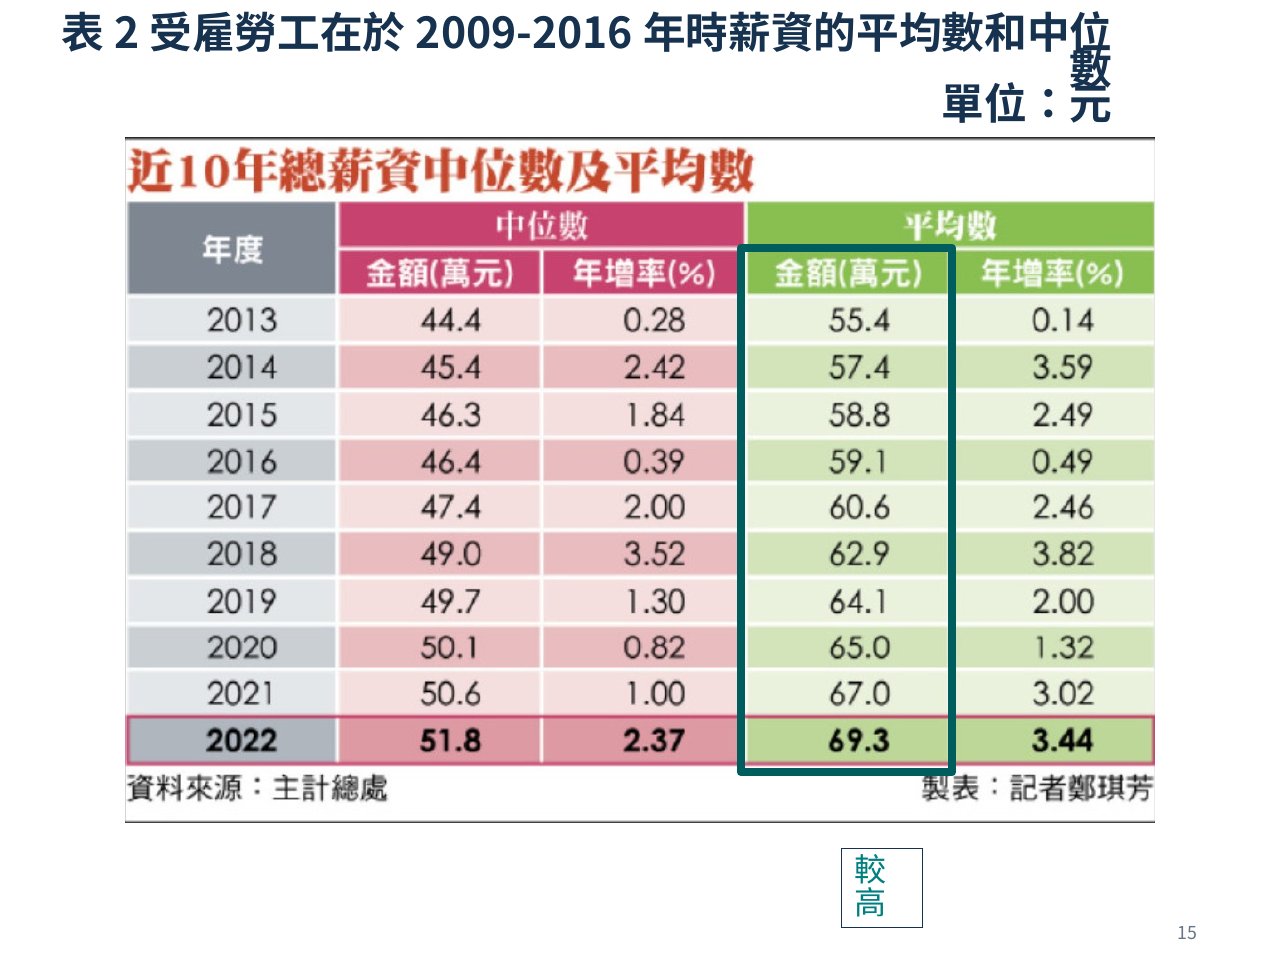 表 2 受雇勞工在於 2009-2016 年時薪資的平均數和中位
數
單位：元
近10年總薪資中位數及平均數
年度 中位數 平均數
金額(萬元) 年增率(%) 金額(萬元) 年增率(%)
2013 44.4 0.28 55.4 0.14
2014 45.4 2.42 57.4 3.59
2015 46.3 1.84 58.8 2.49
2016 46.4 0.39 59.1 0.49
2017 47.4 2.00 60.6 2.46
2018 49.0 3.52 62.9 3.82
2019 49.7 1.30 64.1 2.00
2020 50.1 0.82 65.0 1.32
2021 50.6 1.00 67.0 3.02
2022 51.8 2.37 69.3 3.44
資料來源：主計總處 製表：記者鄭琪芳
較
高
15